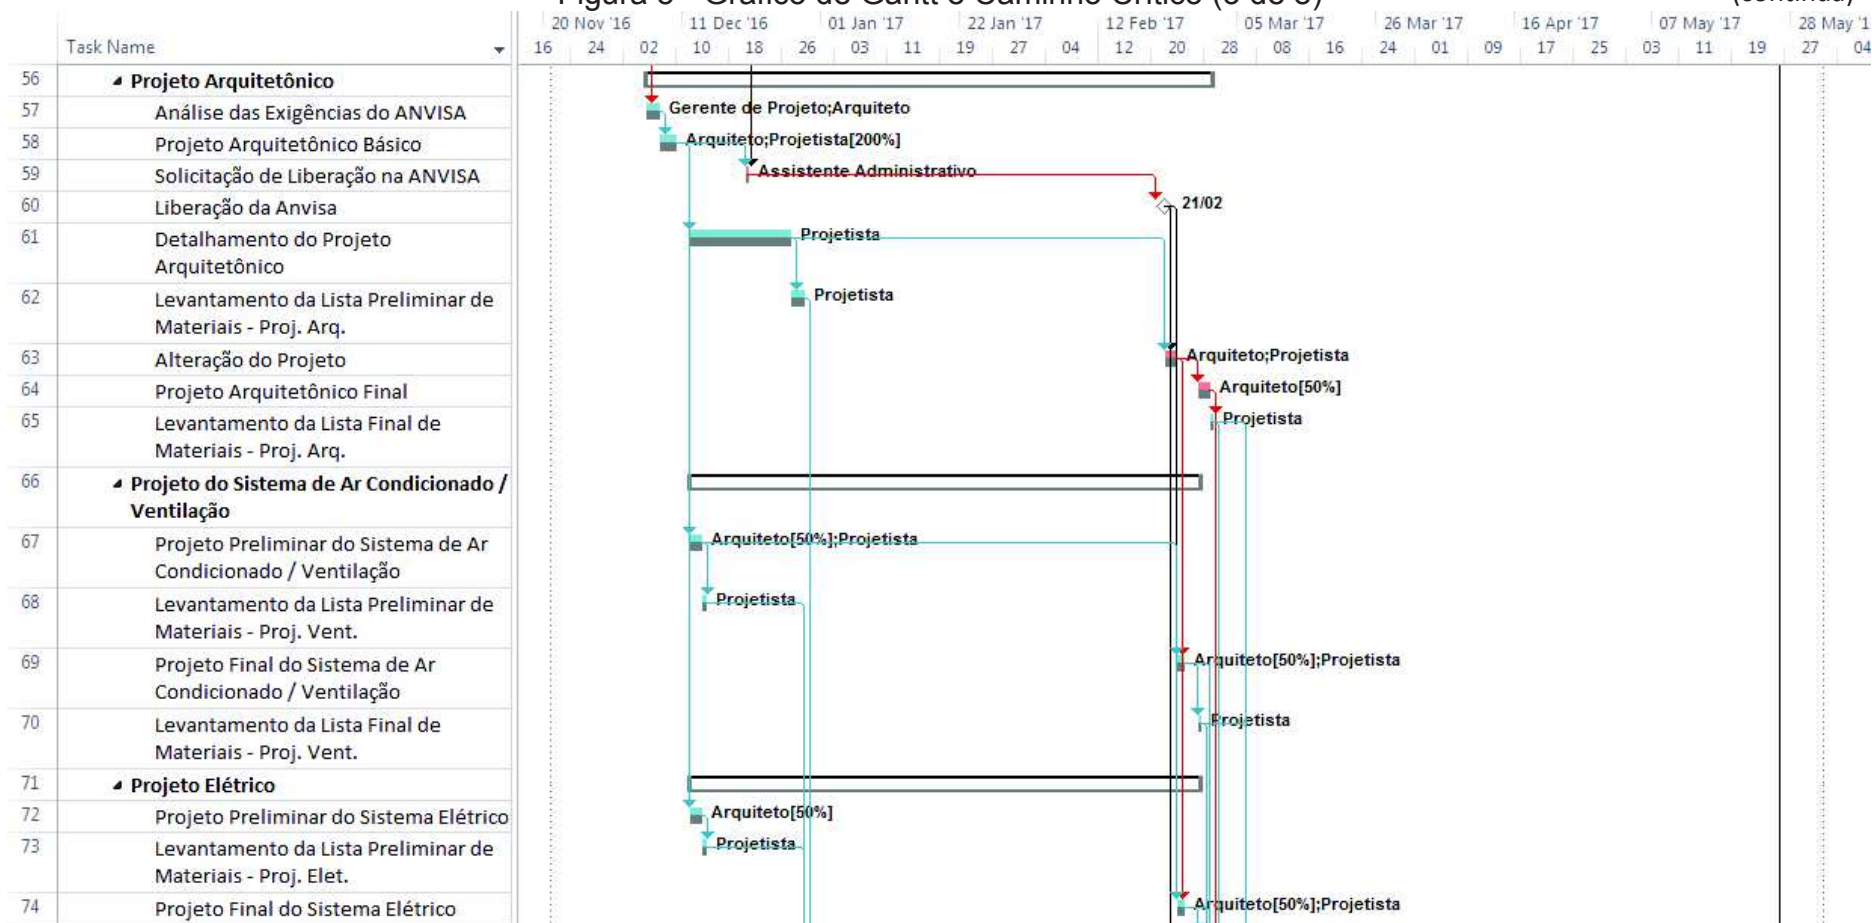 Figura 3 - Gráfico de Gantt e Caminho Crítico (3 de 5)
(continua)
20 Nov '16 11 Dec '16 01 Jan '17 22 Jan '17 12 Feb '17 05 Mar '17 26 Mar '17 16 Apr '17 07 May '17 28 May '1
Task Name 16 24 02 10 18 26 03 11 19 27 04 12 20 28 08 16 24 01 09 17 25 03 11 19 27 04
56 Projeto Arquitetônico
57 Análise das Exigências do ANVISA Gerente de Projeto;Arquiteto
58 Projeto Arquitetônico Básico Arquiteto;Projetista[200%]
59 Solicitação de Liberação na ANVISA Assistente Administrativo
60 Liberação da Anvisa 21/02
61 Detalhamento do Projeto Projetista
Arquitetônico
62 Levantamento da Lista Preliminar de Projetista
Materiais - Proj. Arq.
63 Alteração do Projeto Arquiteto;Projetista
64 Projeto Arquitetônico Final Arquiteto[50%]
65 Levantamento da Lista Final de Projetista
Materiais - Proj. Arq.
66 Projeto do Sistema de Ar Condicionado /
Ventilação
67 Projeto Preliminar do Sistema de Ar Arquiteto[50%];Projetista
Condicionado / Ventilação
68 Levantamento da Lista Preliminar de Projetista
Materiais - Proj. Vent.
69 Projeto Final do Sistema de Ar Arquiteto[50%];Projetista
Condicionado / Ventilação
70 Levantamento da Lista Final de Projetista
Materiais - Proj. Vent.
71 Projeto Elétrico
72 Projeto Preliminar do Sistema Elétrico Arquiteto[50%]
73 Levantamento da Lista Preliminar de Projetista
Materiais - Proj. Elet.
74 Projeto Final do Sistema Elétrico Arquiteto[50%];Projetista